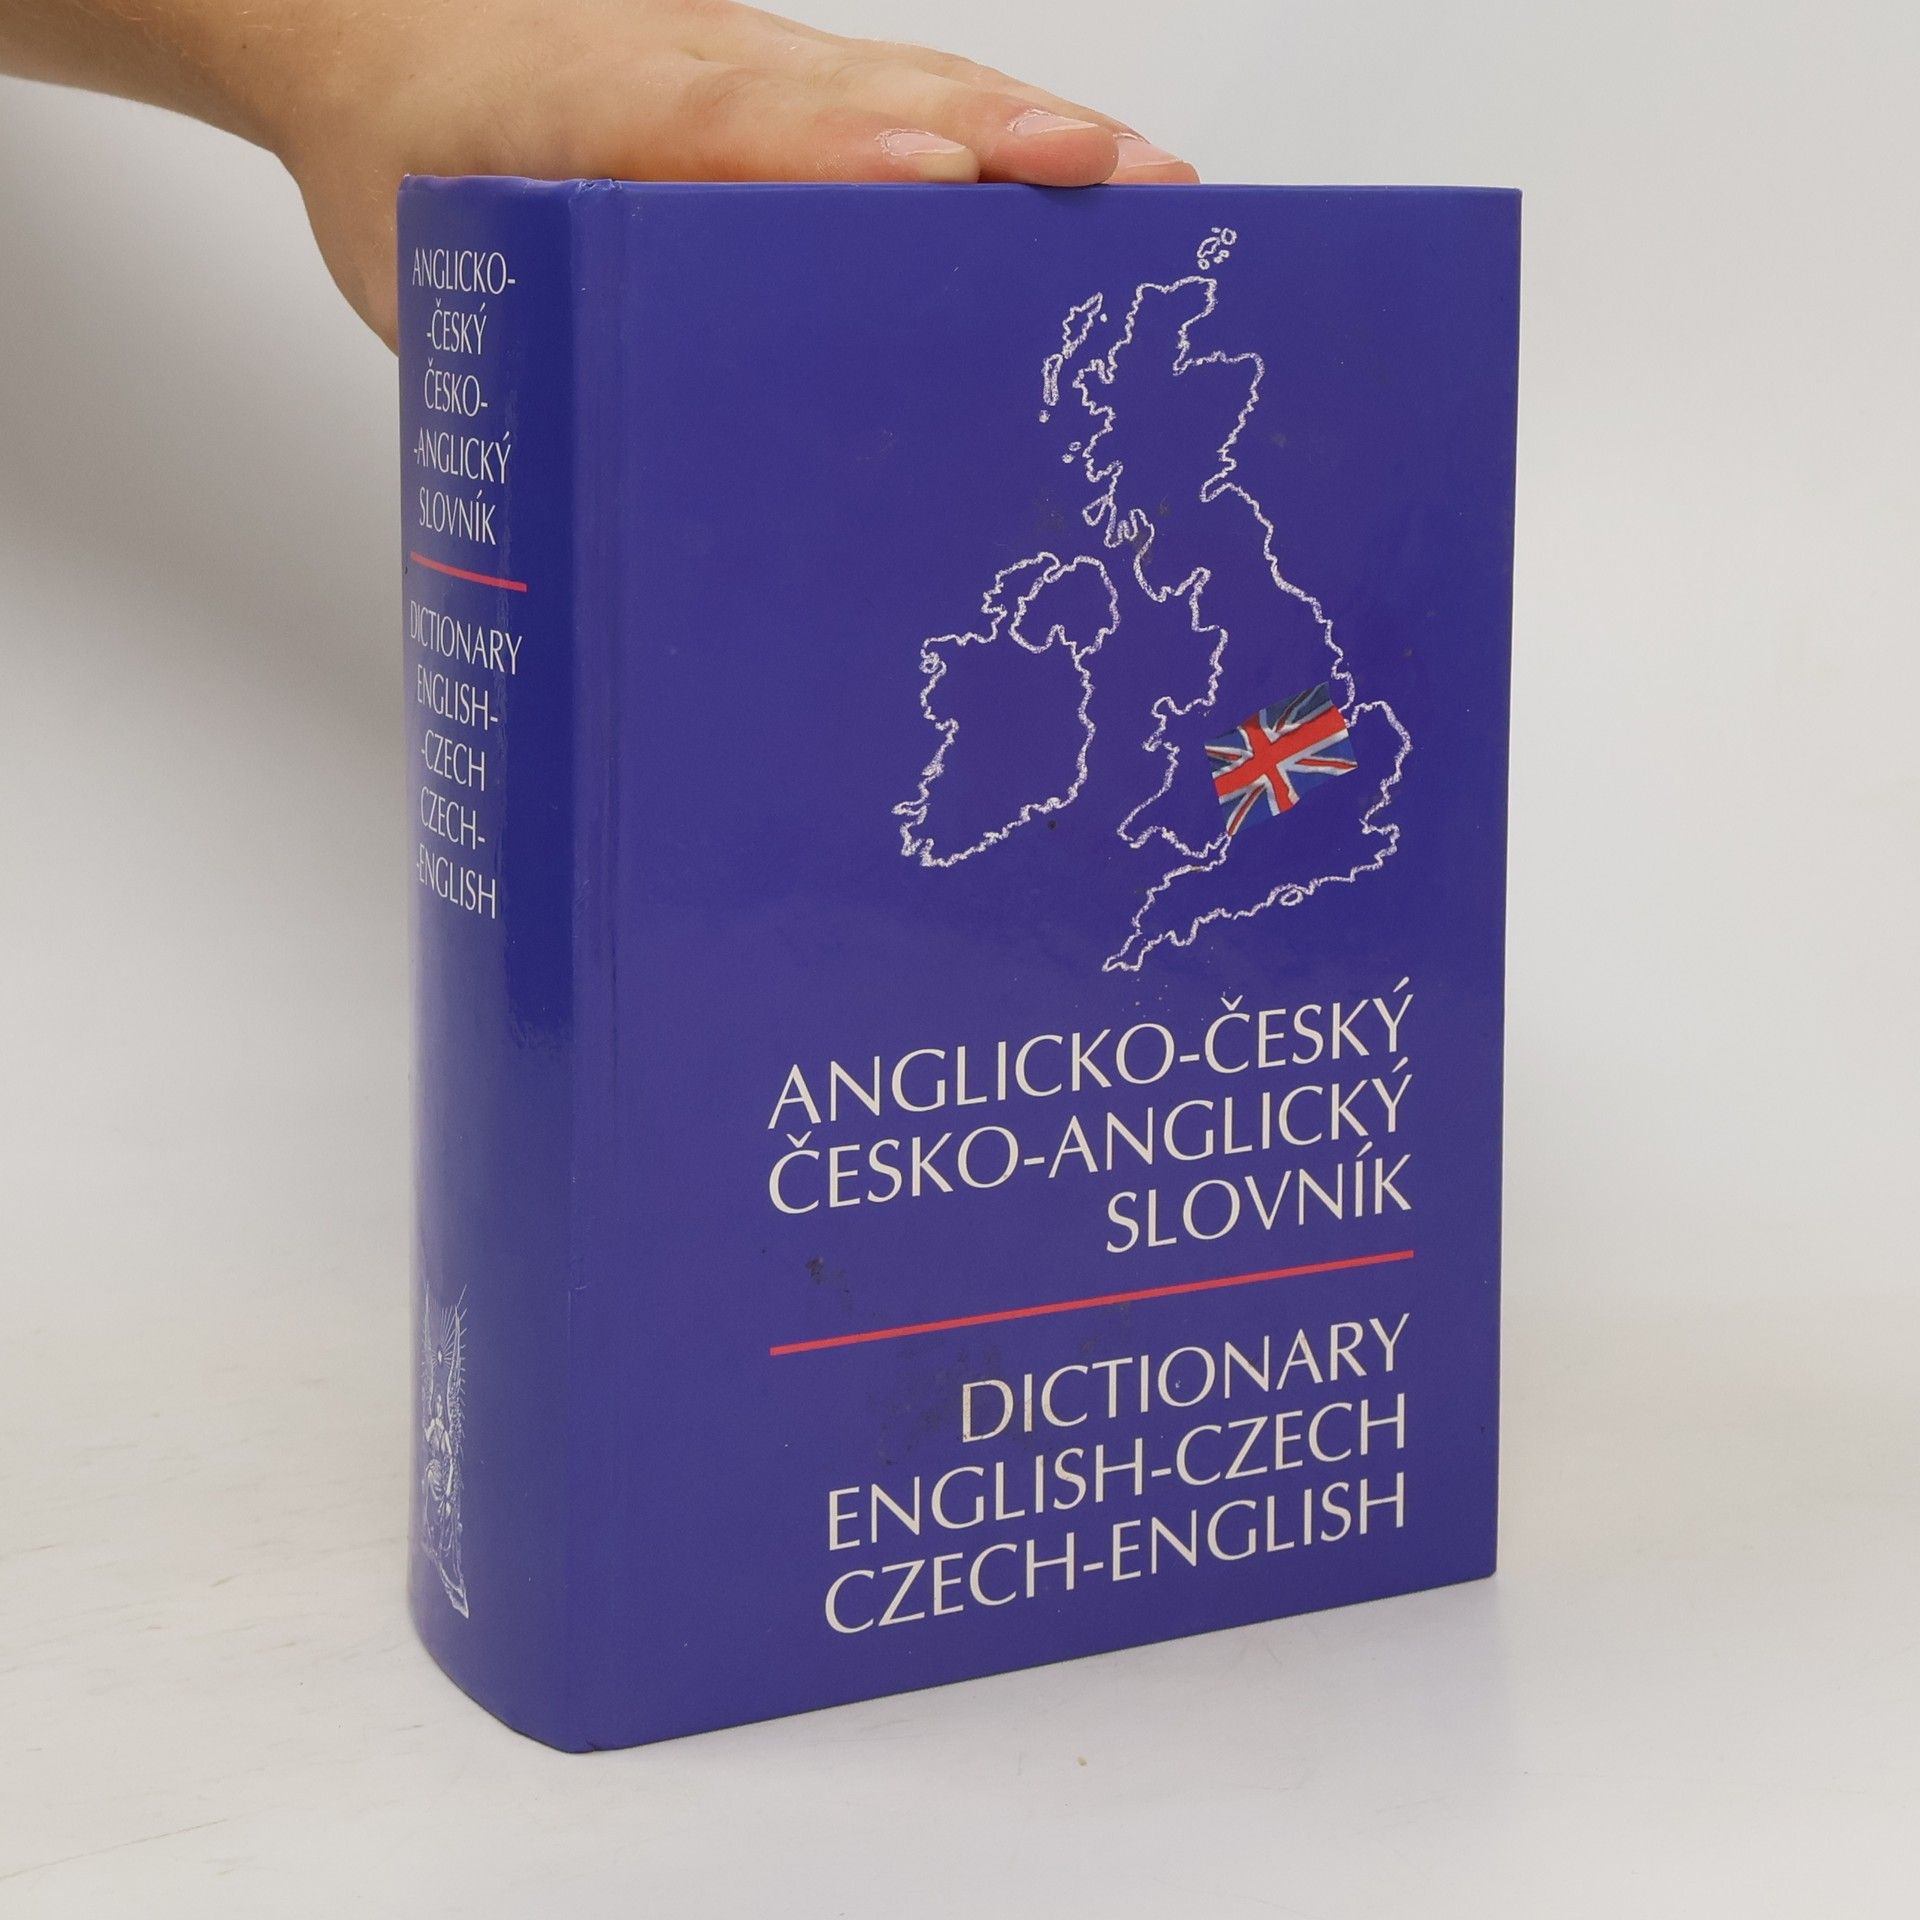 ANGLICKO-
-ČESKÝ
ČESKO-
-ANGLICKÝ
SLOVNÍK
DICTIONARY
ENGLISH-
-CZECH
CZECH-
-ENGLISH
ANGLICKO-ČESKÝ
ČESKO-ANGLICKÝ
SLOVNÍK
DICTIONARY
ENGLISH-CZECH
CZECH-ENGLISH